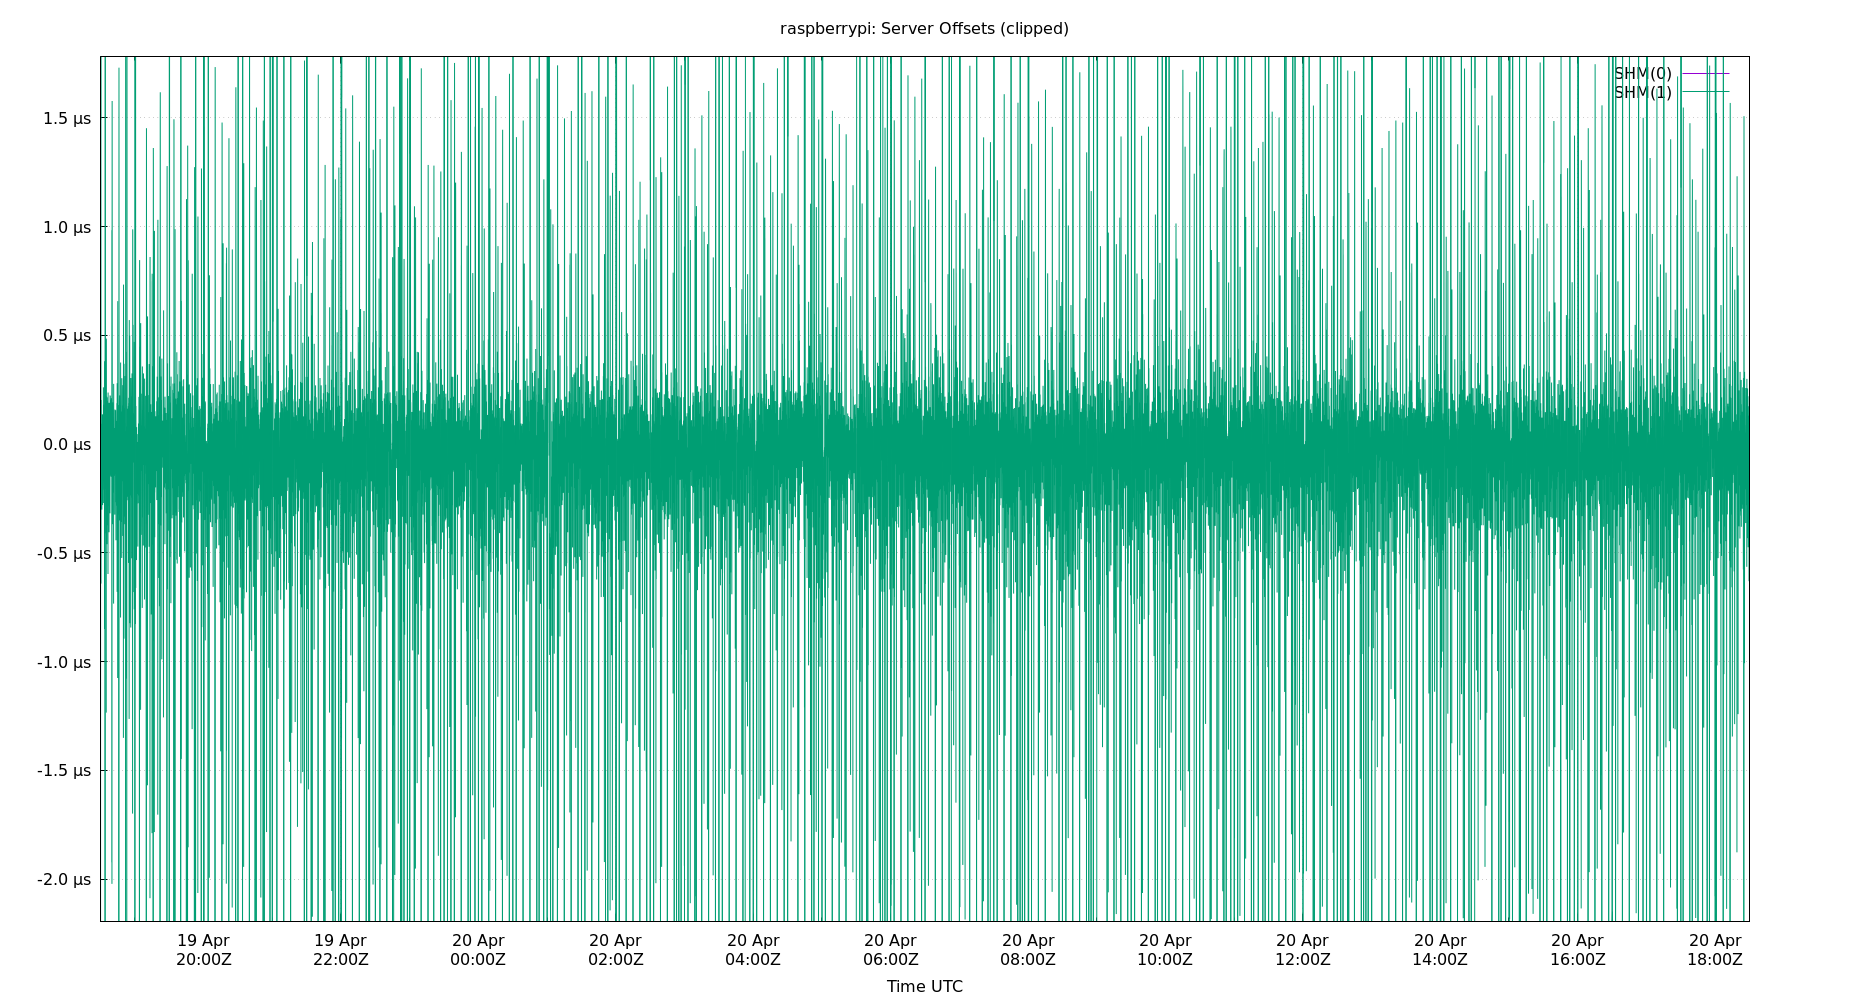 raspberrypi: Server Offsets (clipped)
SHM(0)
SHM(1)
1.5 µs
1.0 µs
0.5 µs
0.0 µs
-0.5 µs
-1.0 µs
-1.5 µs
-2.0 µs
19 Apr 19 Apr 20 Apr 20 Apr 20 Apr 20 Apr 20 Apr 20 Apr 20 Apr 20 Apr 20 Apr 20 Apr
20:00Z 22:00Z 00:00Z 02:00Z 04:00Z 06:00Z 08:00Z 10:00Z 12:00Z 14:00Z 16:00Z 18:00Z
Time UTC